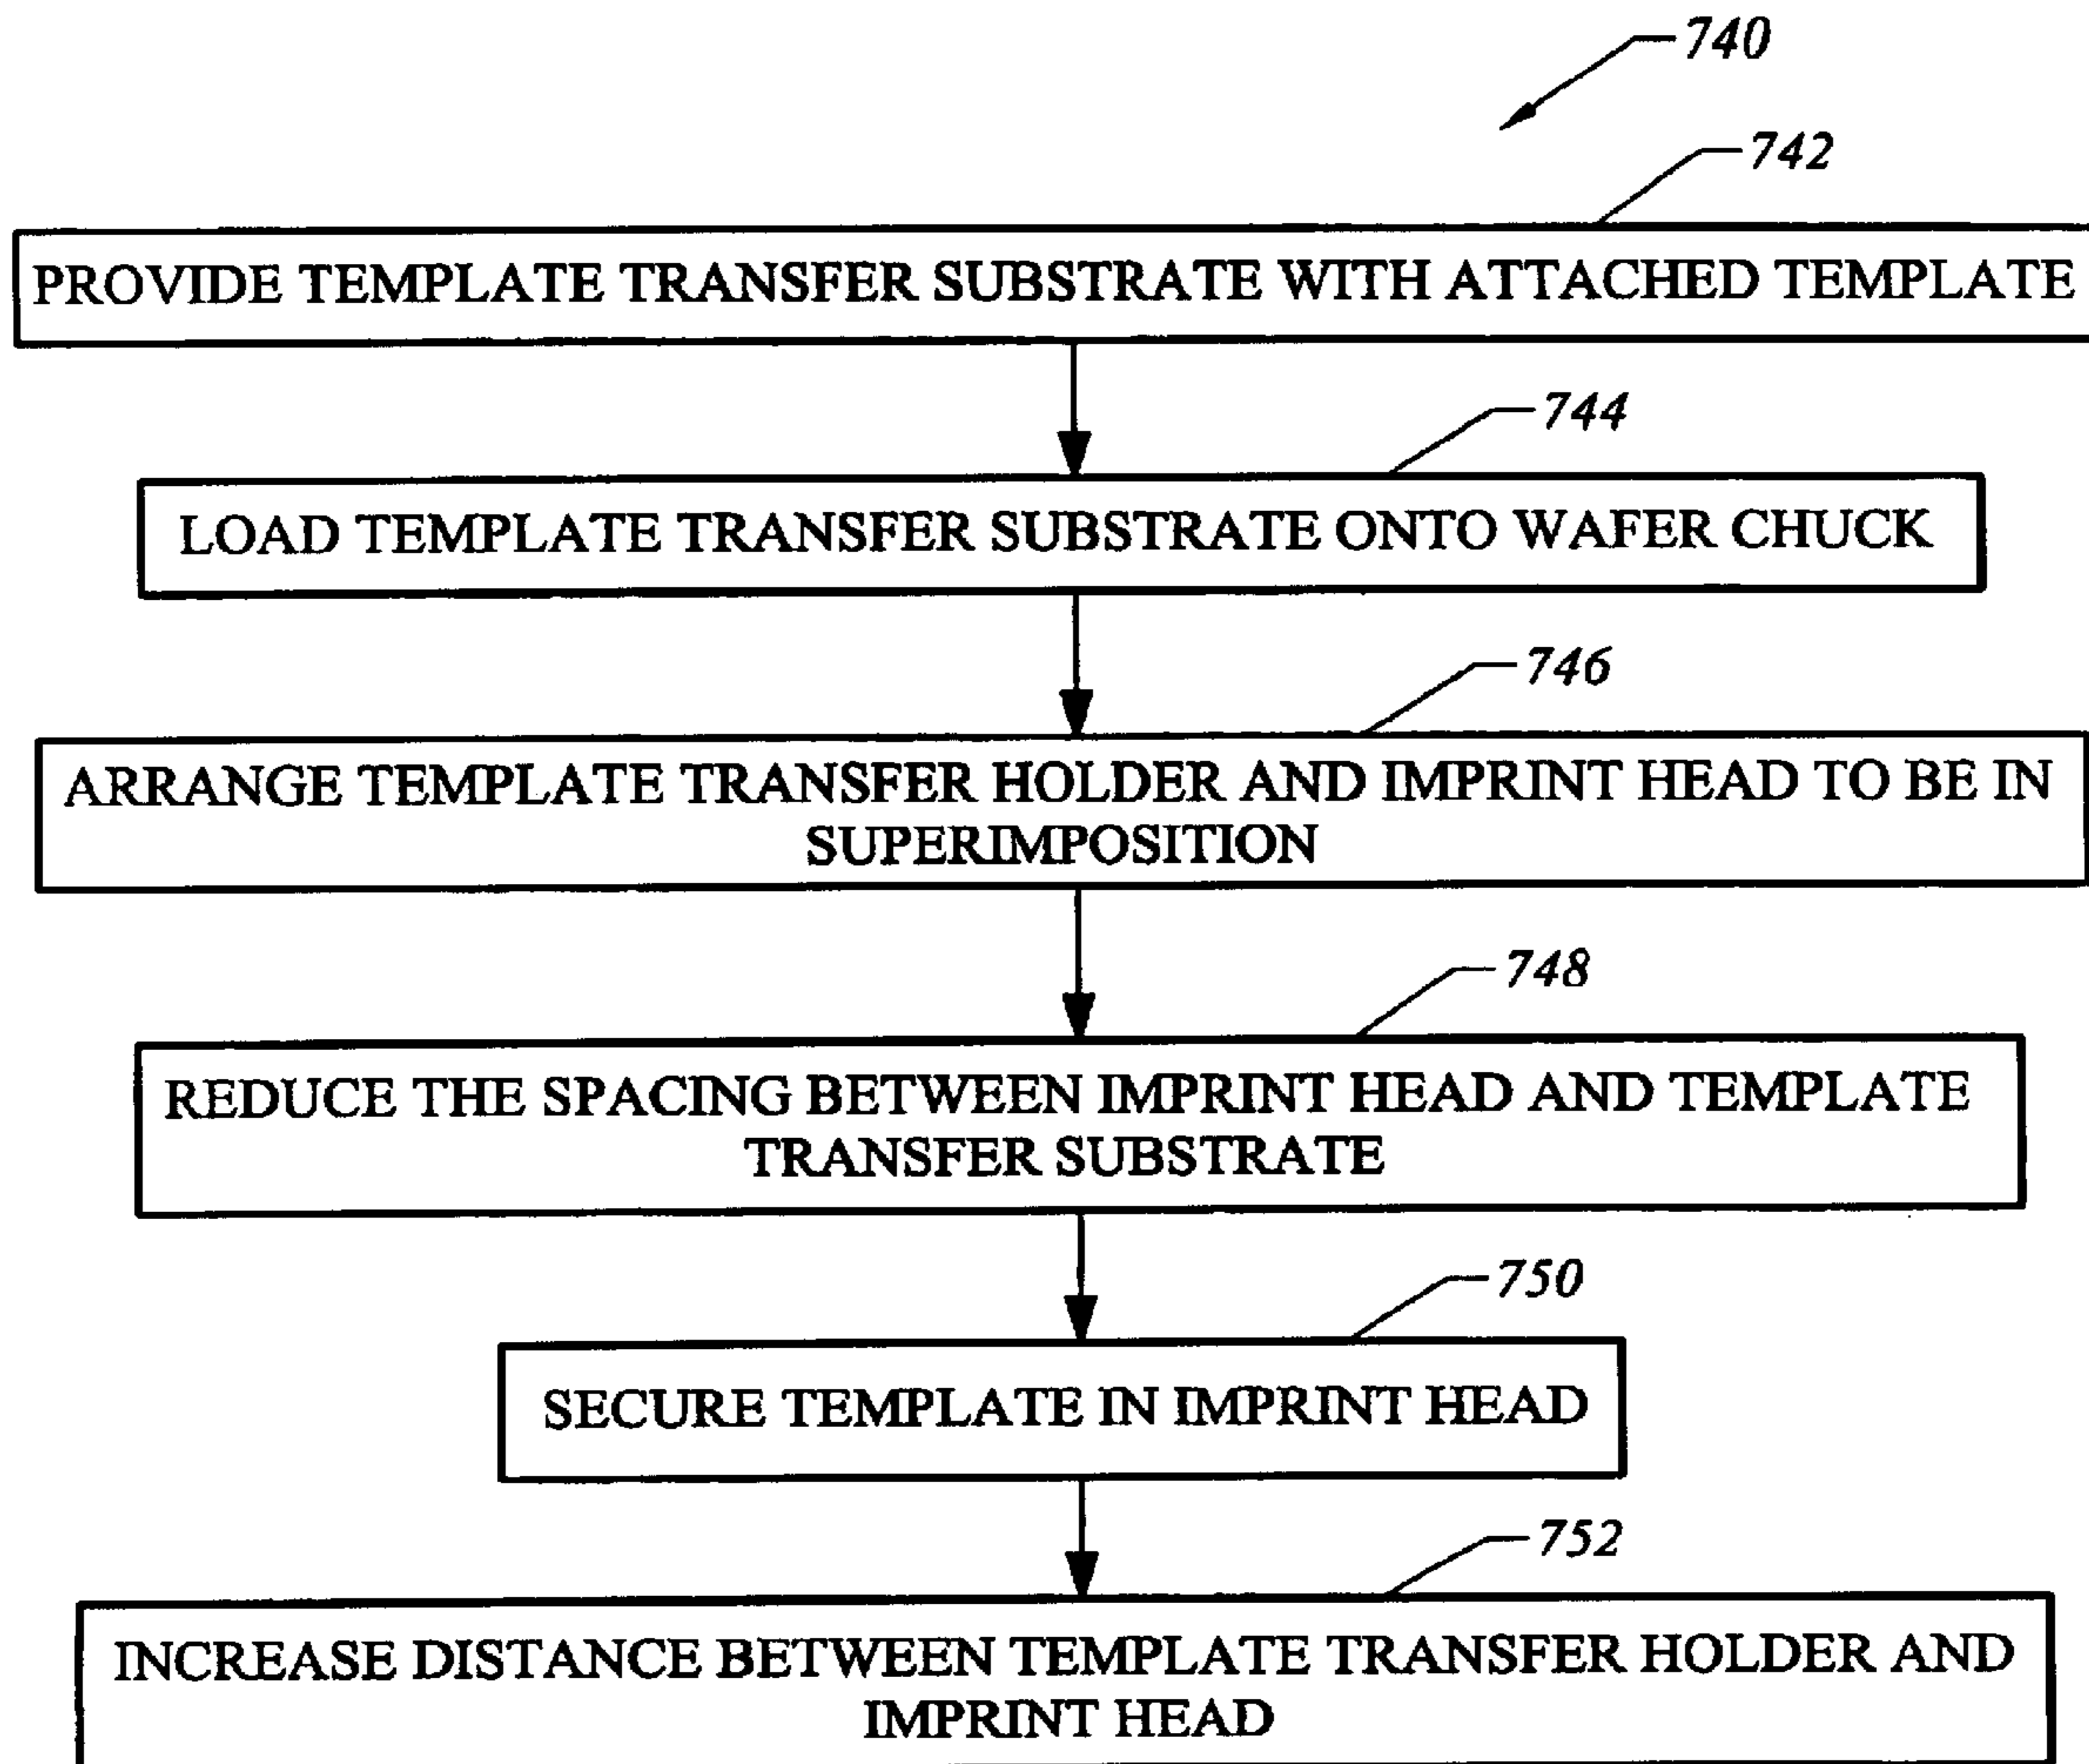 740
742
PROVIDE TEMPLATE TRANSFER SUBSTRATE WITH ATTACHED TEMPLATE
744
LOAD TEMPLATE TRANSFER SUBSTRATE ONTO WAFER CHUCK
746
ARRANGE TEMPLATE TRANSFER HOLDER AND IMPRINT HEAD TO BE IN
SUPERIMPOSITION
748
REDUCE THE SPACING BETWEEN IMPRINT HEAD AND TEMPLATE
TRANSFER SUBSTRATE
750
SECURE TEMPLATE IN IMPRINT HEAD
752
INCREASE DISTANCE BETWEEN TEMPLATE TRANSFER HOLDER AND
IMPRINT HEAD